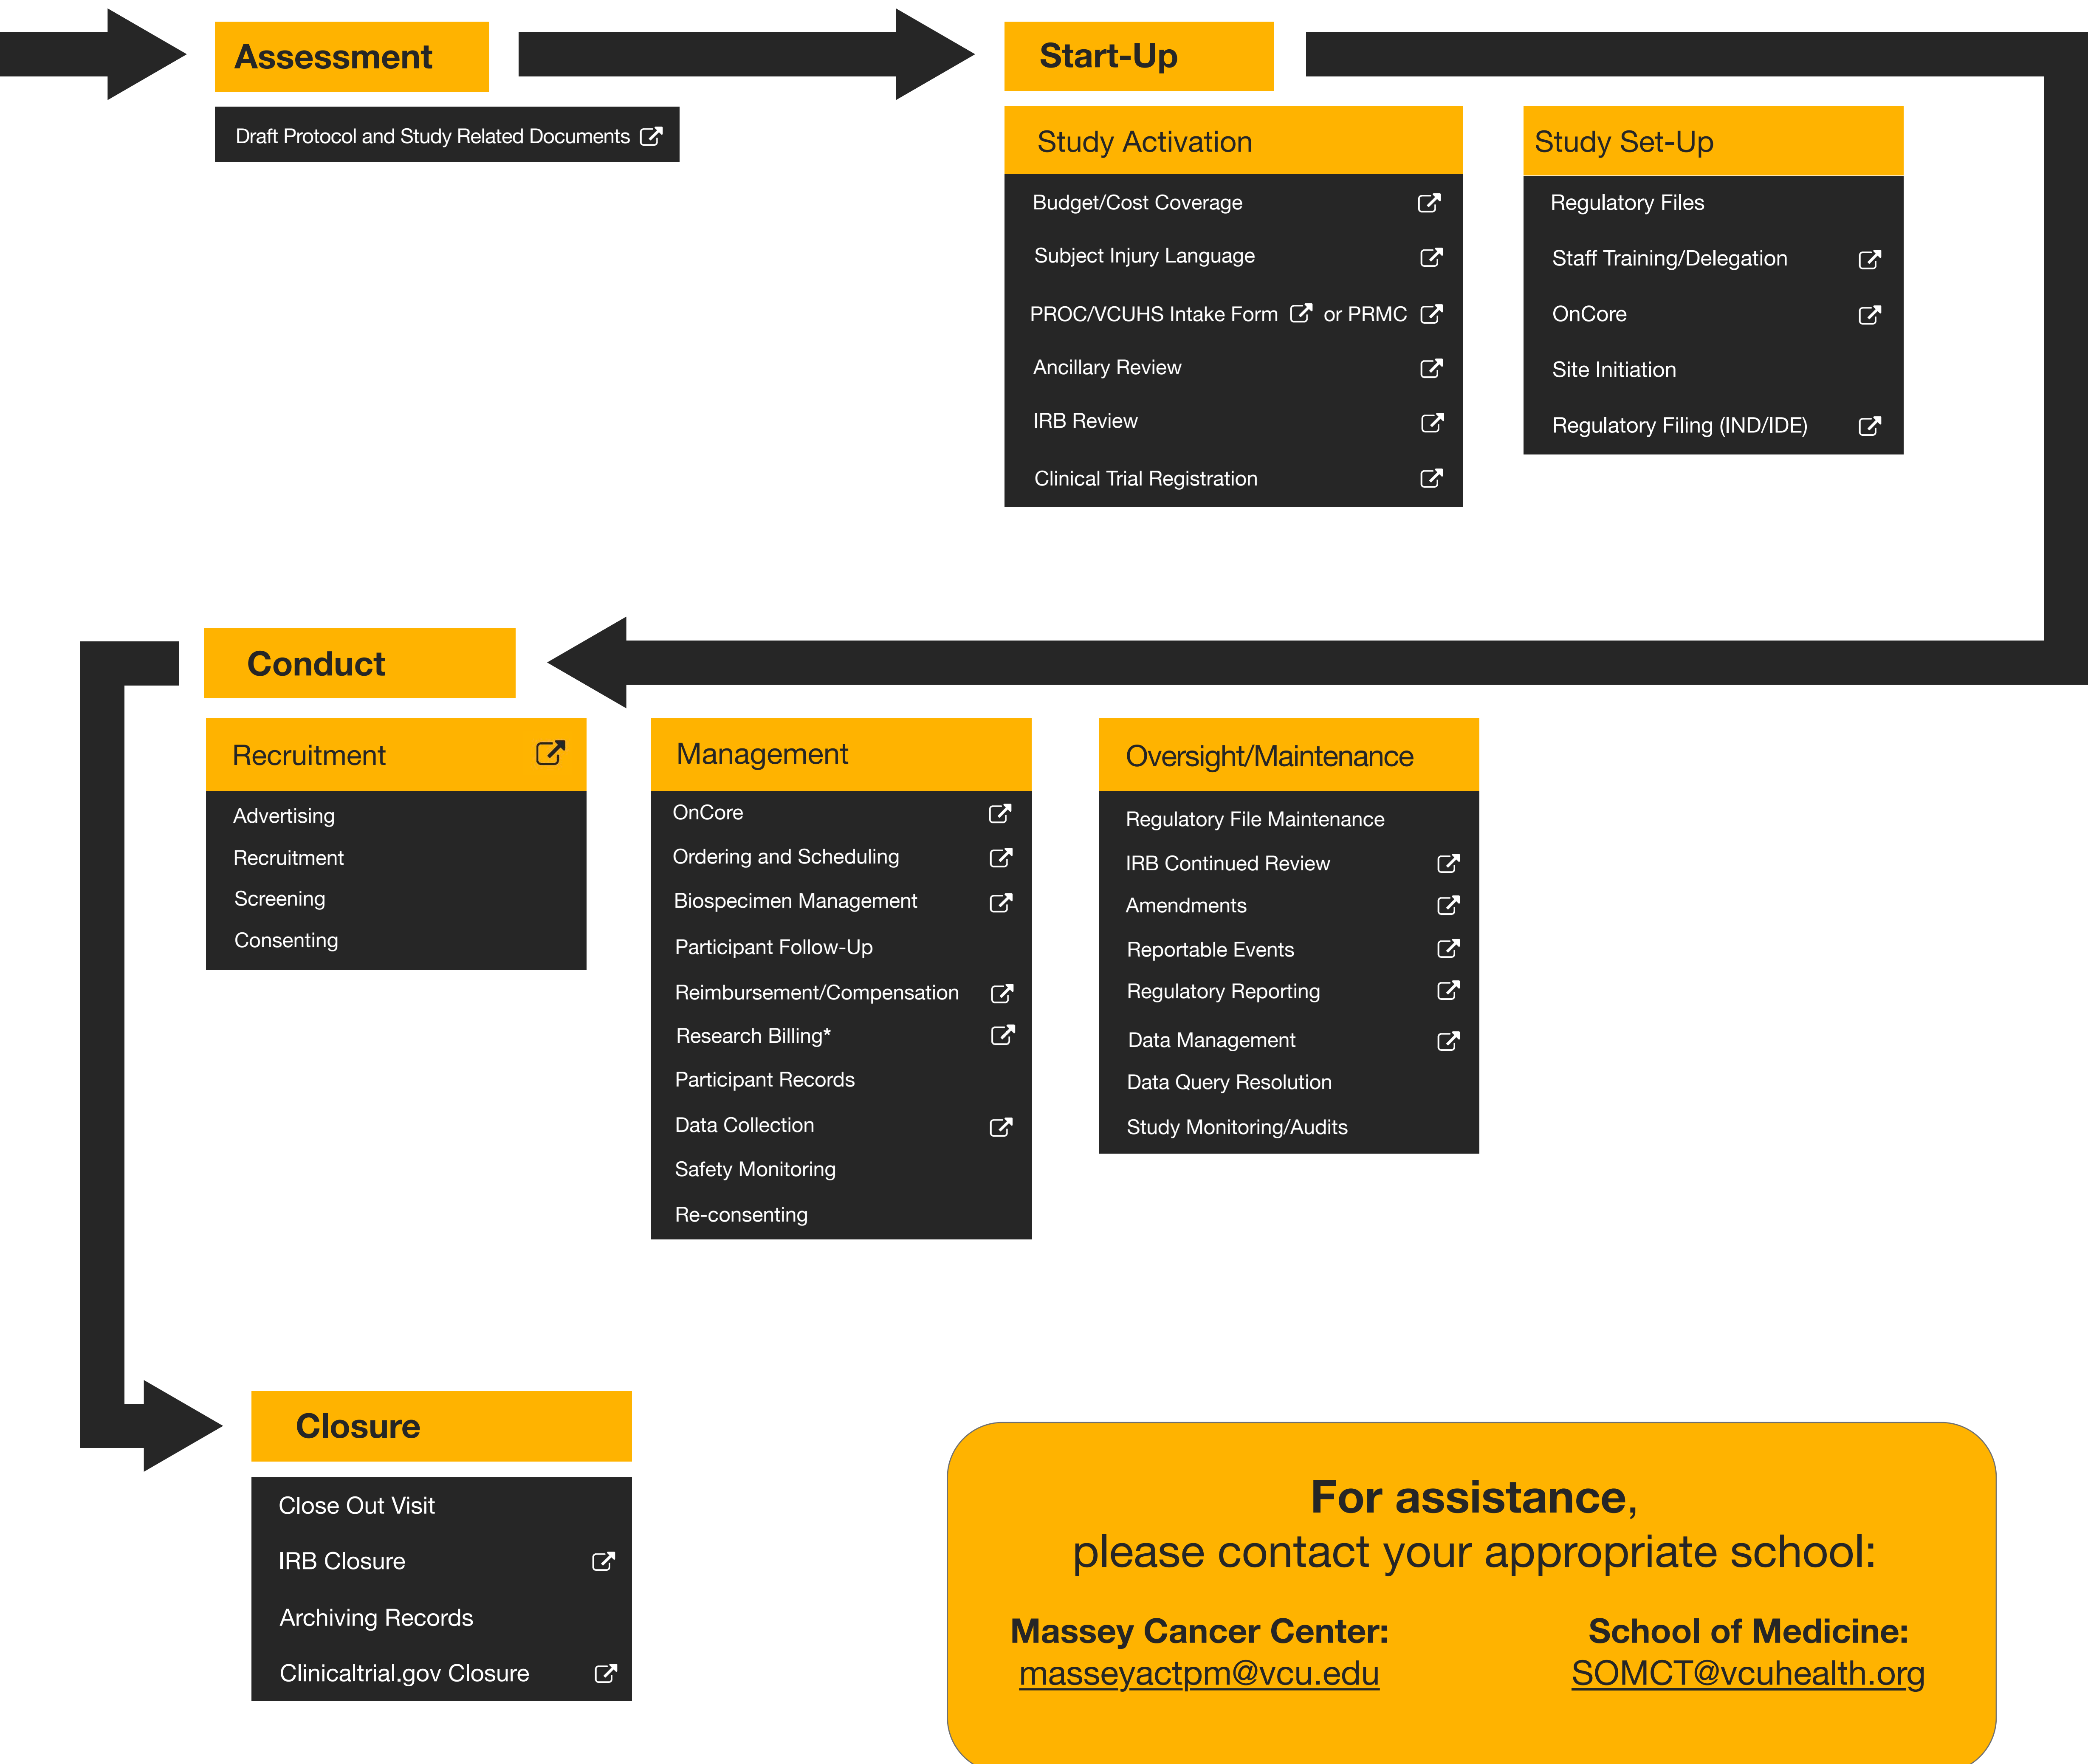 Assessment
Draft Protocol and Study Related Documents
Start-Up
Study Activation
Budget/Cost Coverage
Subject Injury Language
PROC/VCUHS Intake Form or PRMC
Ancillary Review
IRB Review
Clinical Trial Registration
Study Set-Up
Regulatory Files
Staff Training/Delegation
OnCore
Site Initiation
Regulatory Filing (IND/IDE)
Conduct
Recruitment
Advertising
Recruitment
Screening
Consenting
Management
OnCore
Ordering and Scheduling
Biospecimen Management
Participant Follow-Up
Reimbursement/Compensation
Research Billing*
Participant Records
Data Collection
Safety Monitoring
Re-consenting
Oversight/Maintenance
Regulatory File Maintenance
IRB Continued Review
Amendments
Reportable Events
Regulatory Reporting
Data Management
Data Query Resolution
Study Monitoring/Audits
Closure
Close Out Visit
IRB Closure
Archiving Records
Clinicaltrial.gov Closure
For assistance,
please contact your appropriate school:
Massey Cancer Center:
masseyactpm@vcu.edu
School of Medicine:
SOMCT@vcuhealth.org